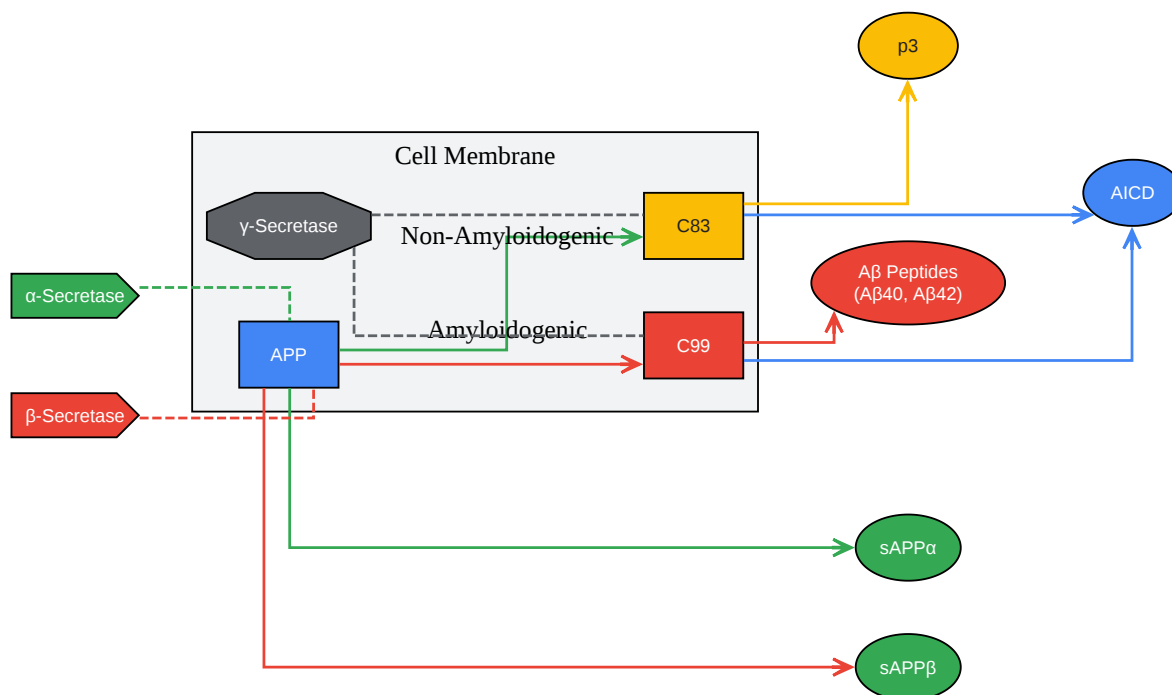 p3
Cell Membrane
AICD
γ-Secretase
C83
Non-Amyloidogenic
Aβ Peptides
(Aβ40, Aβ42)
α-Secretase
Amyloidogenic
APP
C99
β-Secretase
sAPPα
sAPPβ